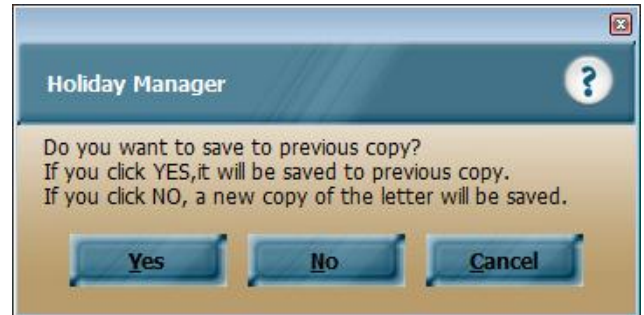 Holiday Manager
?
Do you want to save to previous copy?
If you click YES,it will be saved to previous copy.
If you click NO, a new copy of the letter will be saved.
Yes No Cancel